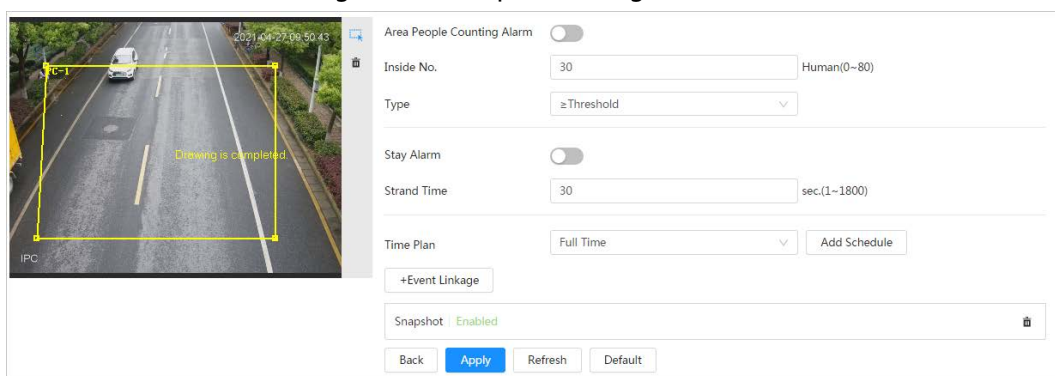 2021-04-27 09:50:43
PC-1
Drawing is completed.
IPC
Area People Counting Alarm
Inside No. 30 Human(0~80)
Type ≥Threshold
Stay Alarm
Strand Time 30 sec.(1~1800)
Time Plan Full Time Add Schedule
+Event Linkage
Snapshot Enabled
Back Apply Refresh Default